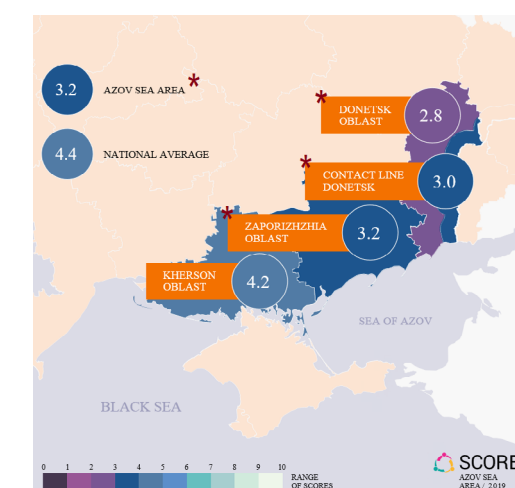 3.2
AZOV SEA AREA *
4.4
NATIONAL AVERAGE
* DONETSK
OBLAST
2.8
* CONTACT LINE
DONETSK
3.0
* ZAPORIZHZHIA
OBLAST
3.2
KHERSON
OBLAST
4.2
SEA OF AZOV
BLACK SEA
0 1 2 3 4 5 6 7 8 9 10
RANGE
OF SCORES
SCORE
AZOV SEA
AREA / 2019